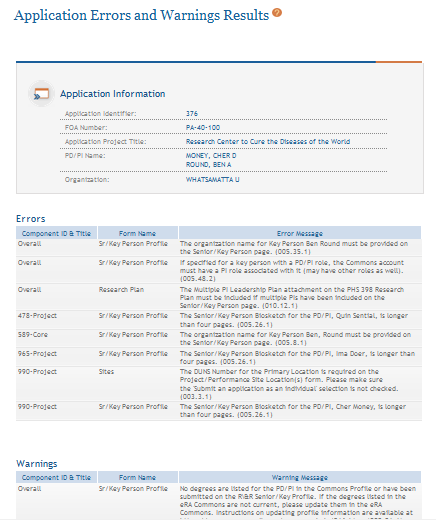 Application Errors and Warnings Results
Application Information
Application Identifier: 376
FOA Number: PA-40-100
Application Project Title: Research Center to Cure the Diseases of the World
PD/PI Name: MONEY, CHER D
ROUND, BEN A
Organization: WHATSAMATTA U
Errors
Component ID & Title Form Name Error Message
Overall Sr/Key Person Profile The organization name for Key Person Ben Round must be provided on
the Senior/Key Person page. (005.35.1)
Overall Sr/Key Person Profile If specified for a key person with a PD/PI role, the Commons account
must have a PI role associated with it (may have other roles as well).
(005.48.2)
Overall Research Plan The Multiple PI Leadership Plan attachment on the PHS 398 Research
Plan must be included if multiple PIs have been included on the
Senior/Key Person page. (010.12.1)
478-Project Sr/Key Person Profile The Senior/Key Person Biosketch for the PD/PI, Quin Sential, is longer
than four pages. (005.26.1)
589-Core Sr/Key Person Profile The organization name for Key Person Ben, Round must be provided on
the Senior/Key Person page. (005.8.1)
965-Project Sr/Key Person Profile The Senior/Key Person Biosketch for the PD/PI, Ima Doer, is longer than
four pages. (005.26.1)
990-Project Sites The DUNS Number for the Primary Location is required on the
Project/Performance Site Location(s) form. Please make sure
the Submit an application as an individual selection is not checked.
(003.3.1)
990-Project Sr/Key Person Profile The Senior/Key Person Biosketch for the PD/PI, Cher Money, is longer
than four pages. (005.26.1)
Warnings
Component ID & Title Form Name Warning Message
Overall Sr/Key Person Profile No degrees are listed for the PD/PI in the Commons Profile or have been
submitted on the R&R Senior/Key Profile. If the degrees listed in the
eRA Commons are not current, please update them in the eRA
Commons. Instructions on updating profile information are available at